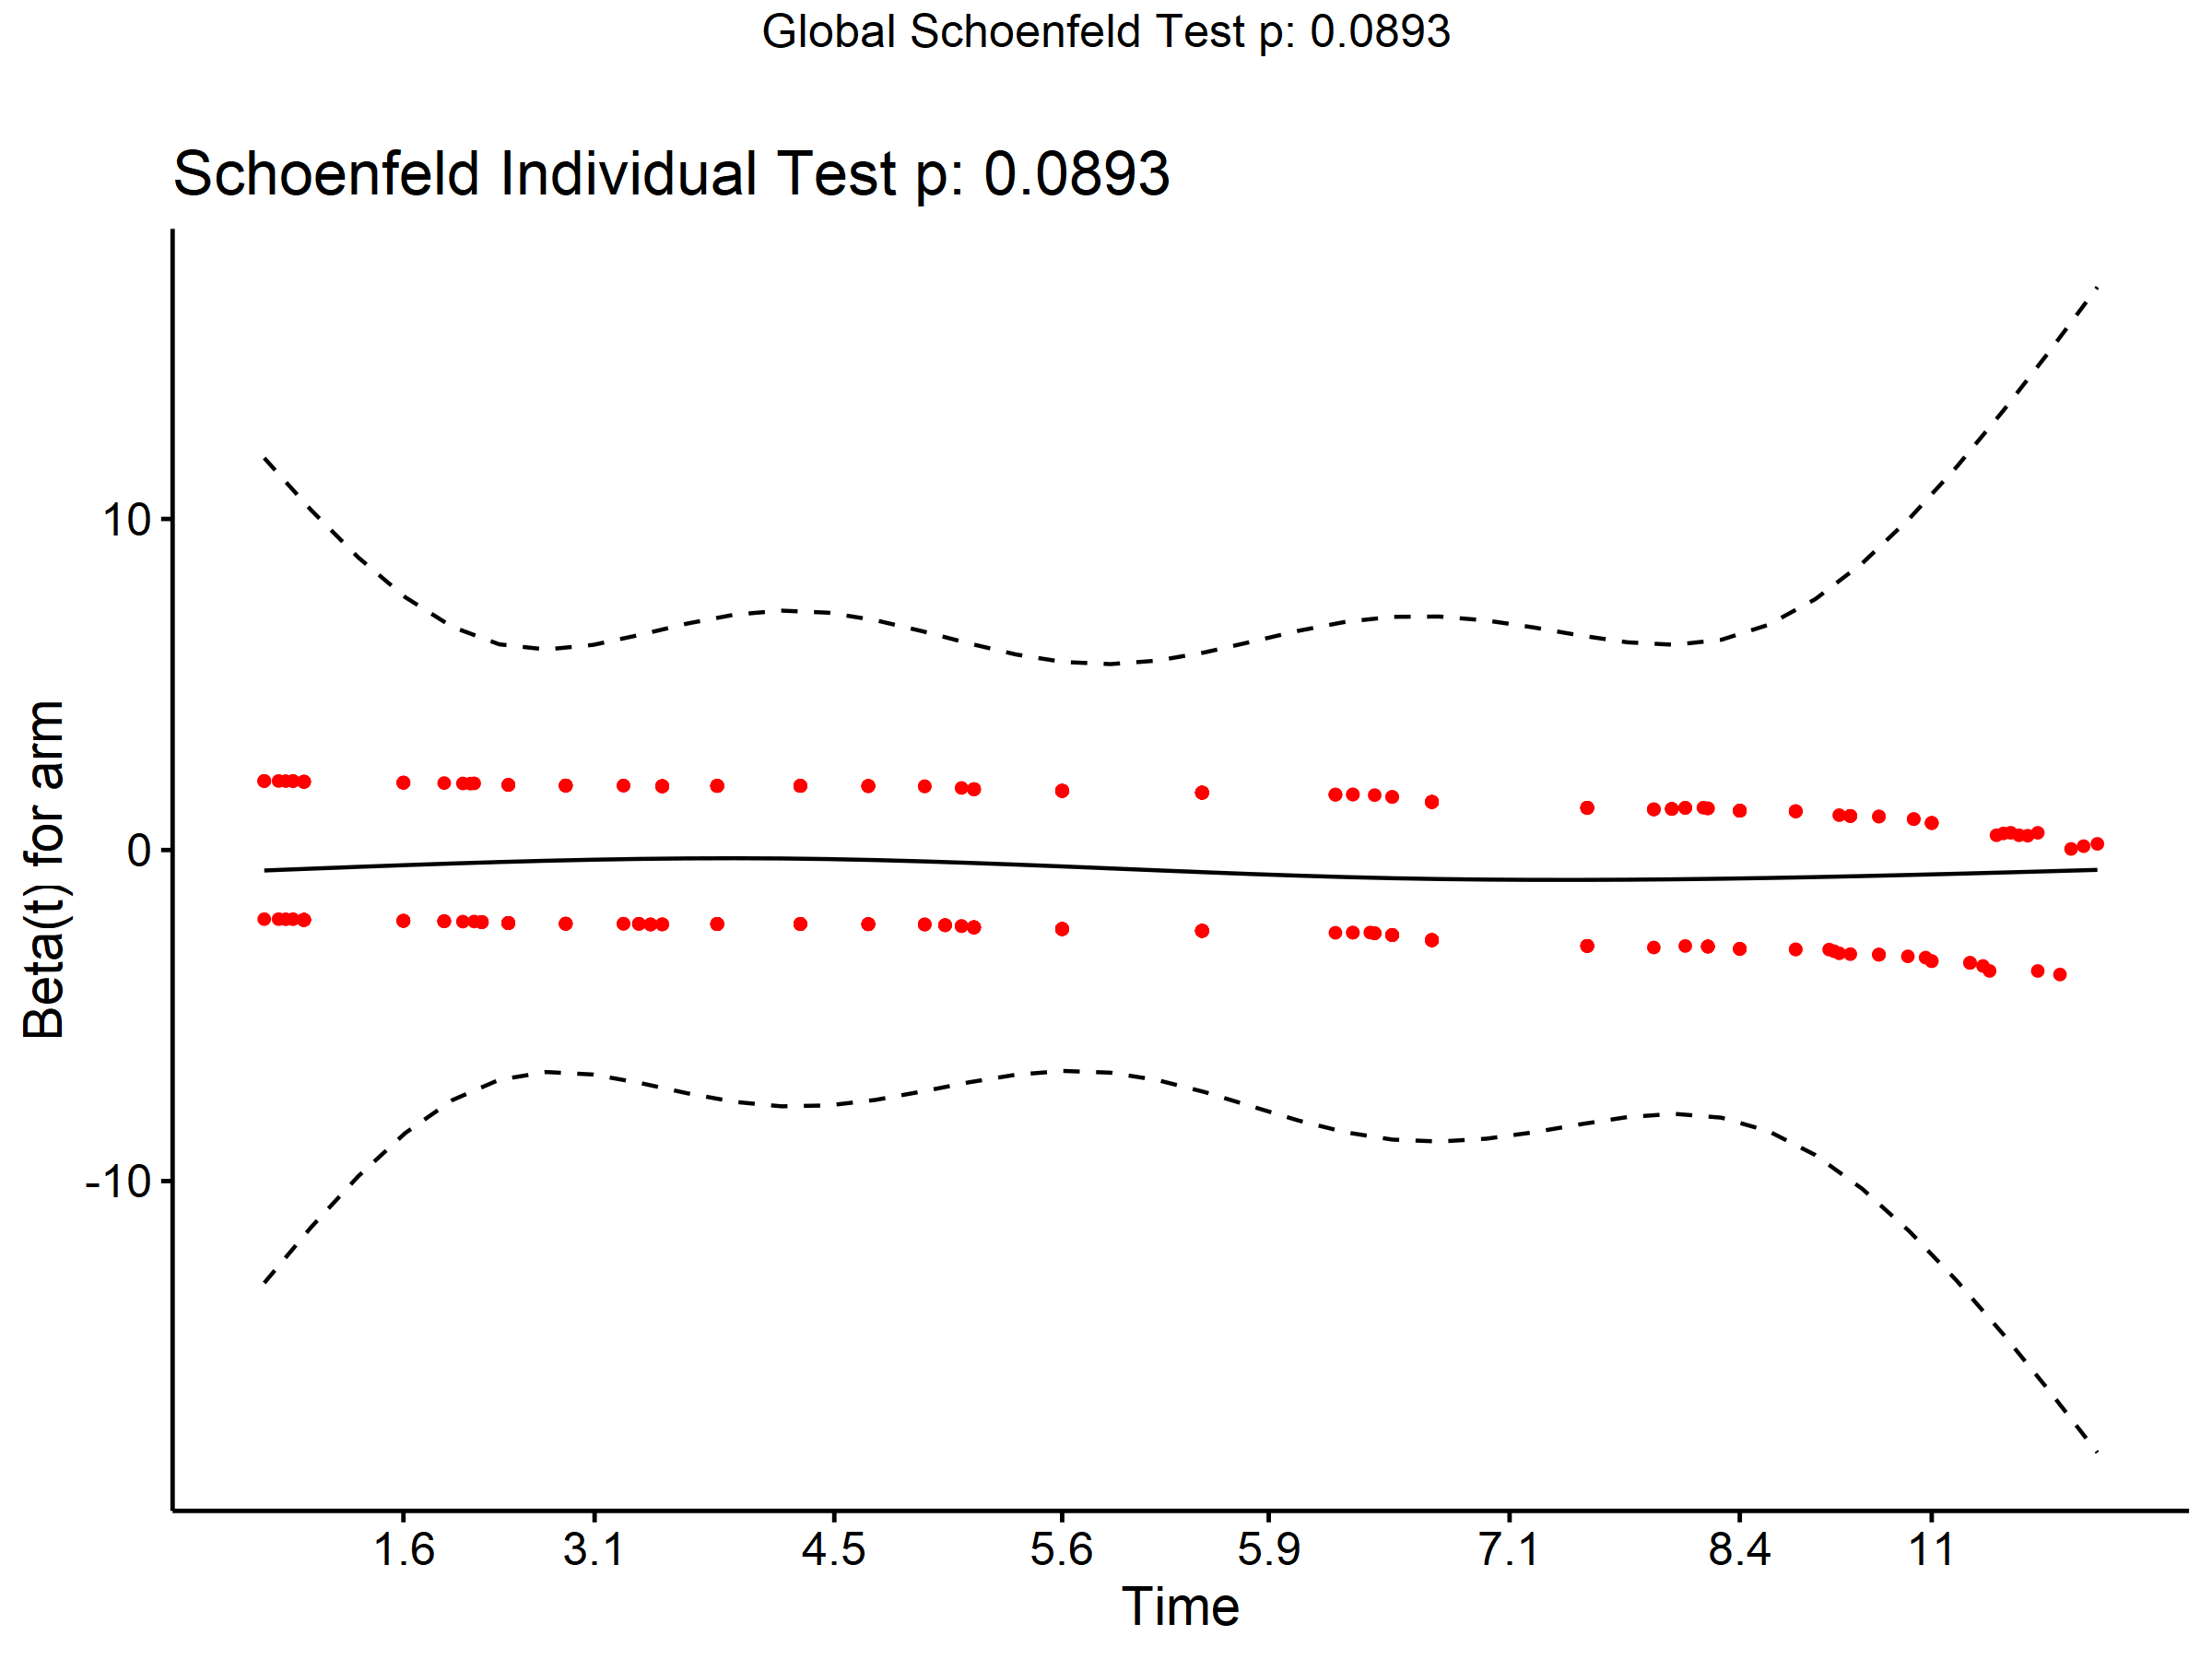 Global Schoenfeld Test p: 0.0893
Schoenfeld Individual Test p: 0.0893
Beta(t) for arm
10
0
-10
1.6 3.1 4.5 5.6 5.9 7.1 8.4 11
Time